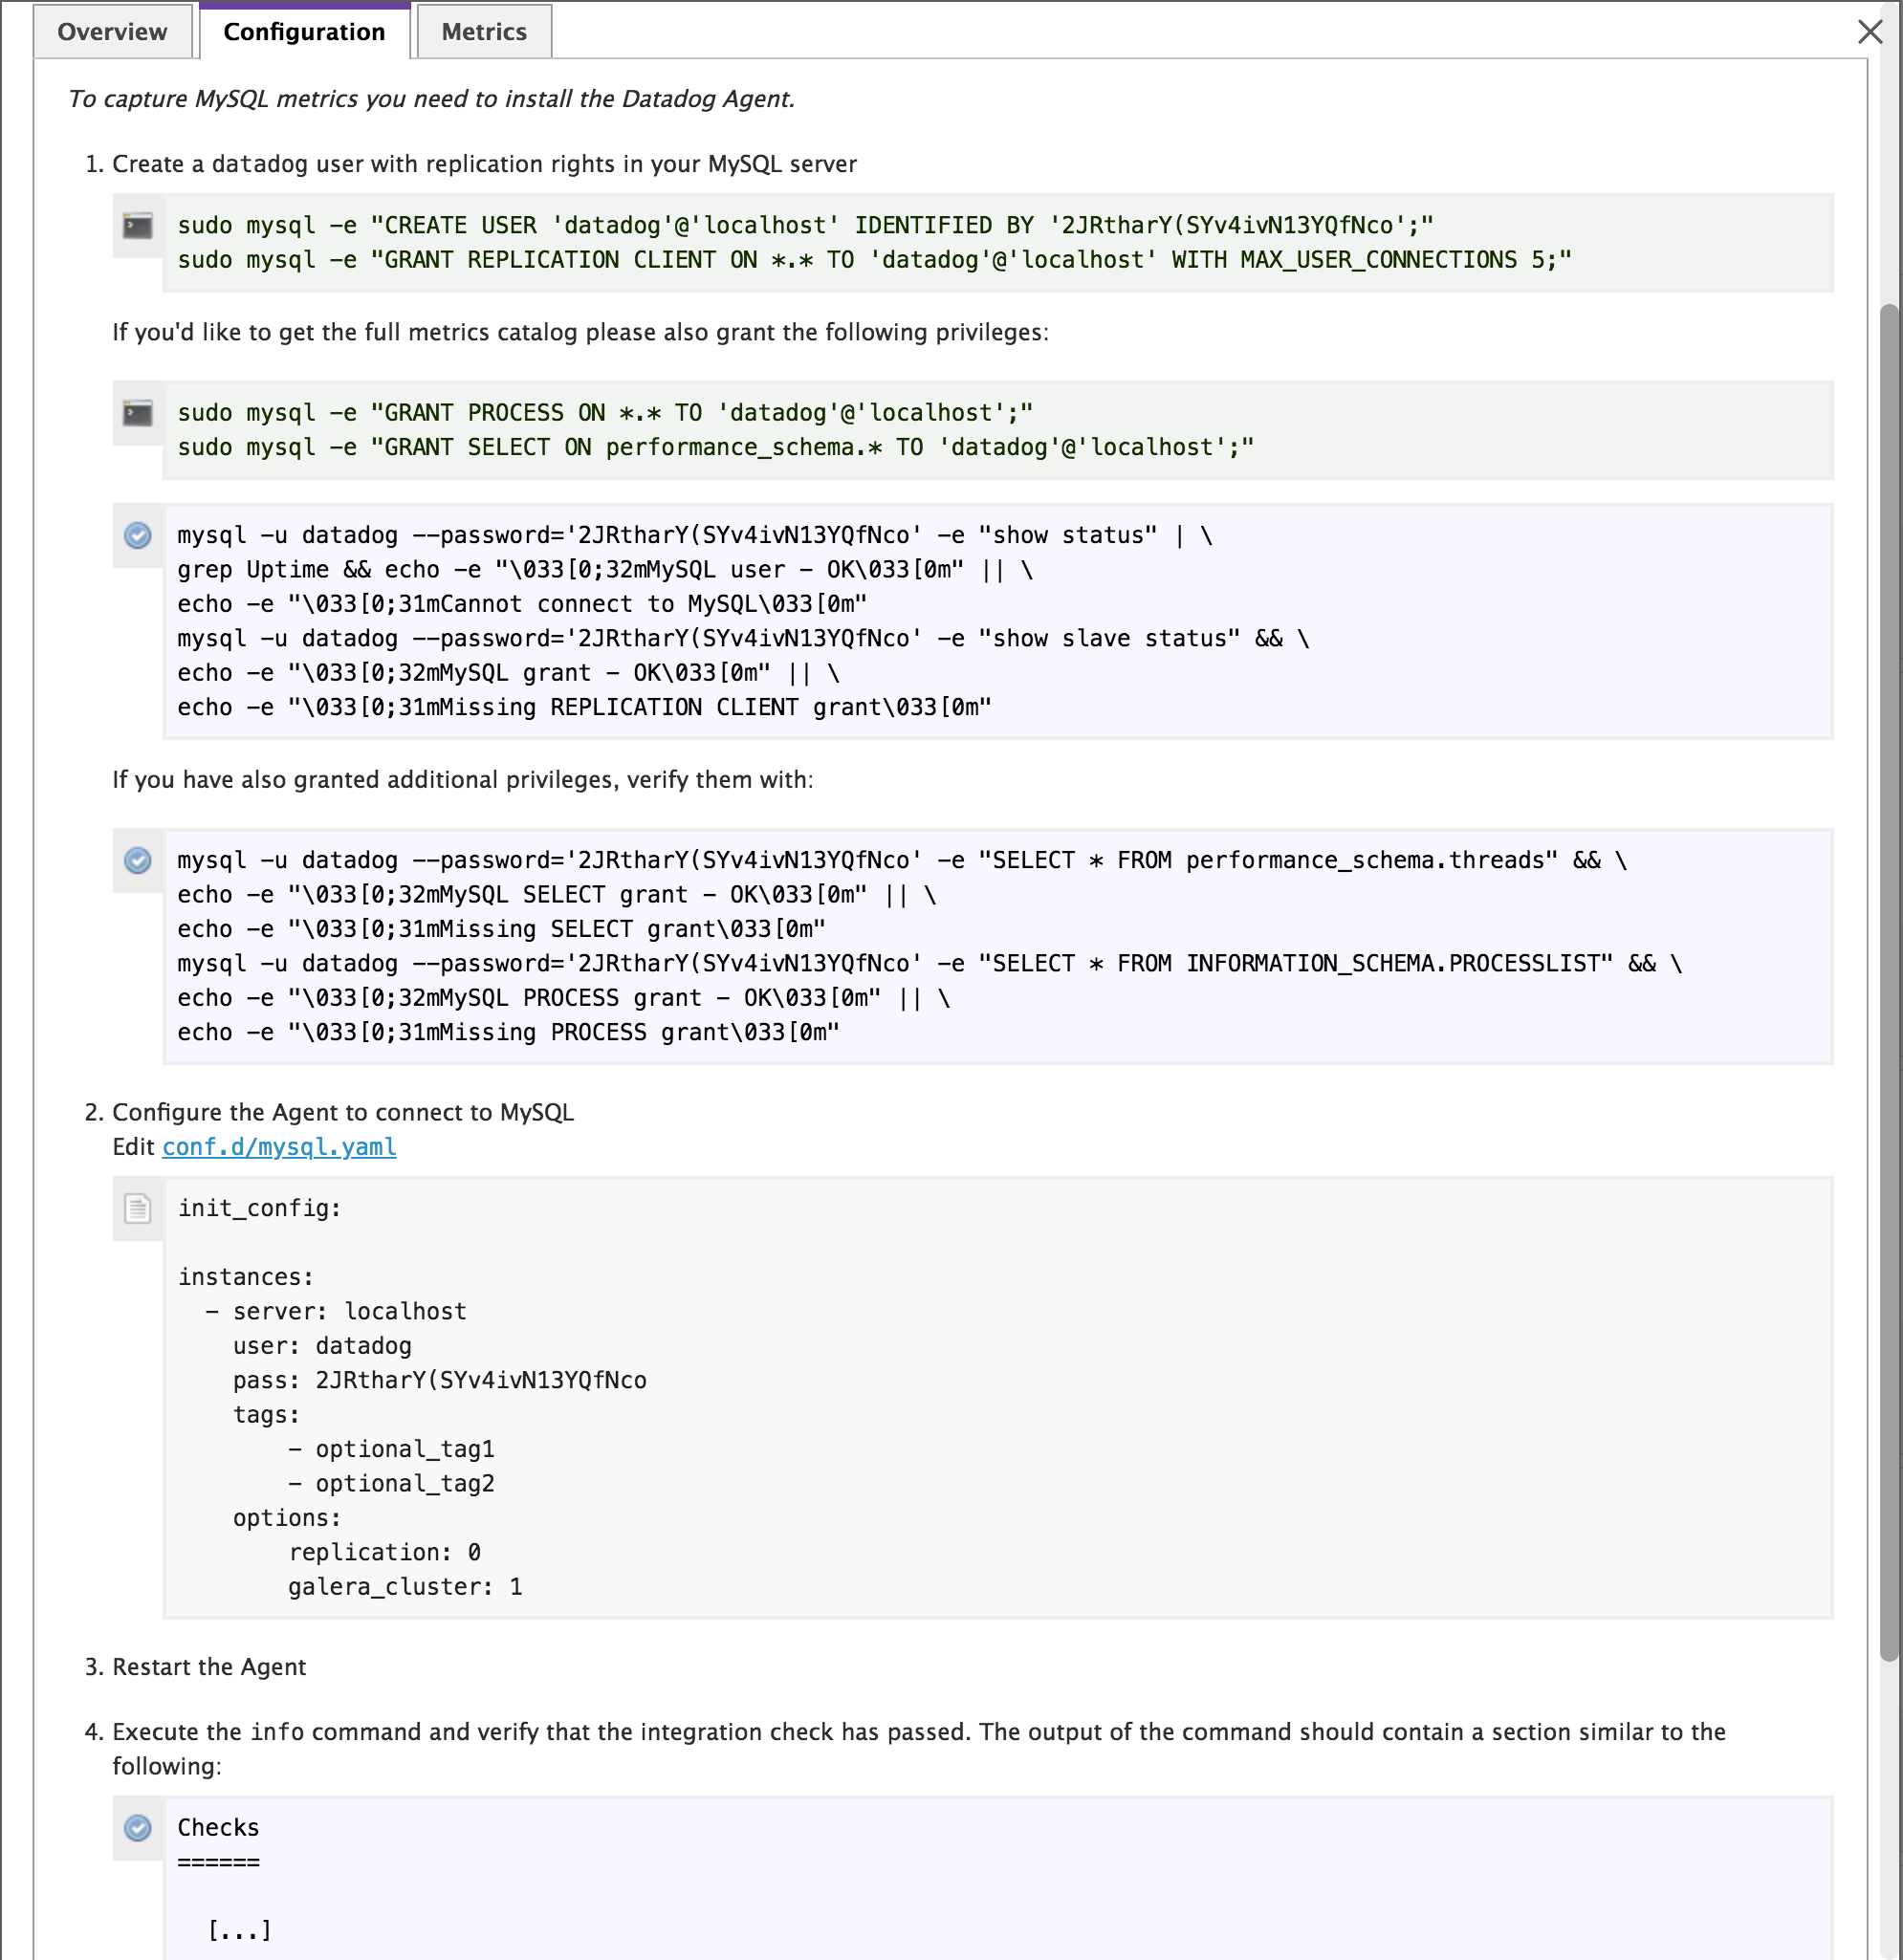 Overview Configuration Metrics
To capture MySQL metrics you need to install the Datadog Agent.
1. Create a datadog user with replication rights in your MySQL server
sudo mysql -e "CREATE USER 'datadog'@'localhost' IDENTIFIED BY '2JRtharY(SYv4ivN13YQfNco';"
sudo mysql -e "GRANT REPLICATION CLIENT ON *.* TO 'datadog'@'localhost' WITH MAX_USER_CONNECTIONS 5;"
If you'd like to get the full metrics catalog please also grant the following privileges:
sudo mysql -e "GRANT PROCESS ON *.* TO 'datadog'@'localhost';"
sudo mysql -e "GRANT SELECT ON performance_schema.* TO 'datadog'@'localhost';"
mysql -u datadog --password='2JRtharY(SYv4ivN13YQfNco' -e "show status" | \
grep Uptime && echo -e "\033[0;32mMySQL user - OK\033[0m" || \
echo -e "\033[0;31mCannot connect to MySQL\033[0m"
mysql -u datadog --password='2JRtharY(SYv4ivN13YQfNco' -e "show slave status" && \
echo -e "\033[0;32mMySQL grant - OK\033[0m" || \
echo -e "\033[0;31mMissing REPLICATION CLIENT grant\033[0m"
If you have also granted additional privileges, verify them with:
mysql -u datadog --password='2JRtharY(SYv4ivN13YQfNco' -e "SELECT * FROM performance_schema.threads" && \
echo -e "\033[0;32mMySQL SELECT grant - OK\033[0m" || \
echo -e "\033[0;31mMissing SELECT grant\033[0m"
mysql -u datadog --password='2JRtharY(SYv4ivN13YQfNco' -e "SELECT * FROM INFORMATION_SCHEMA.PROCESSLIST" && \
echo -e "\033[0;32mMySQL PROCESS grant - OK\033[0m" || \
echo -e "\033[0;31mMissing PROCESS grant\033[0m"
2. Configure the Agent to connect to MySQL
Edit conf.d/mysql.yaml
init_config:
instances:
- server: localhost
user: datadog
pass: 2JRtharY(SYv4ivN13YQfNco
tags:
- optional_tag1
- optional_tag2
options:
replication: 0
galera_cluster: 1
3. Restart the Agent
4. Execute the info command and verify that the integration check has passed. The output of the command should contain a section similar to the
following:
Checks
======
[...]